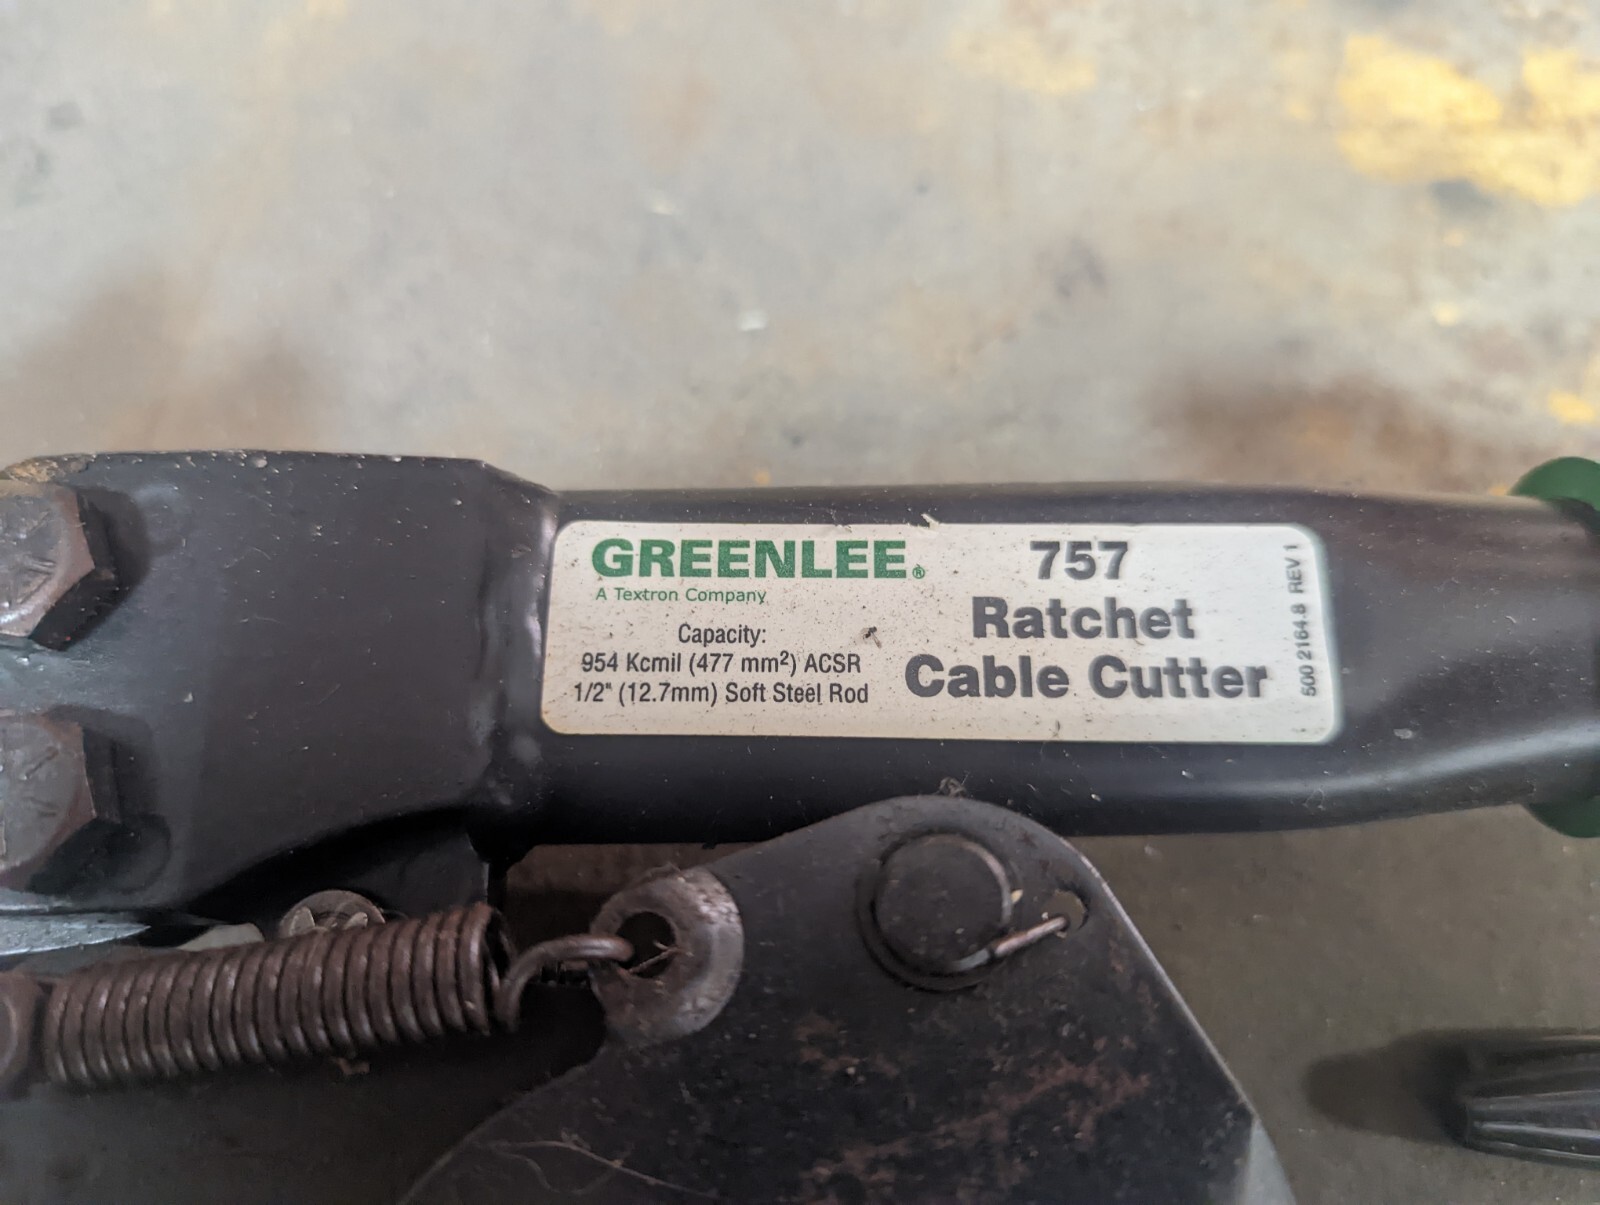 GREENLEE®
A Textron Company
Capacity:
954 Kcmil (477 mm²) ACSR
1/2" (12.7mm) Soft Steel Rod
757
Ratchet
Cable Cutter
500 2164.8 REV 1